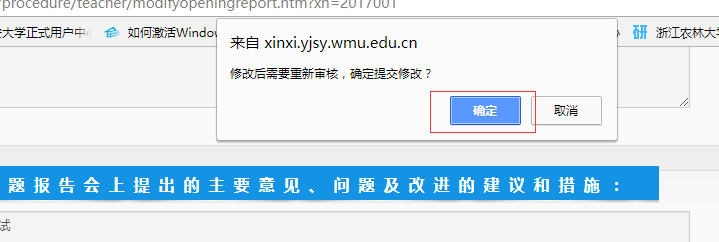 /procedure/teacher/modifyopeningreport.htm?xh=2017001
大学正式用户中
如何激活Window
研 浙江农林大学
来自 xinxi.yjsy.wmu.edu.cn
修改后需要重新审核，确定提交修改？
确定 取消
题报告会上提出的主要意见、问题及改进的建议和措施：
试